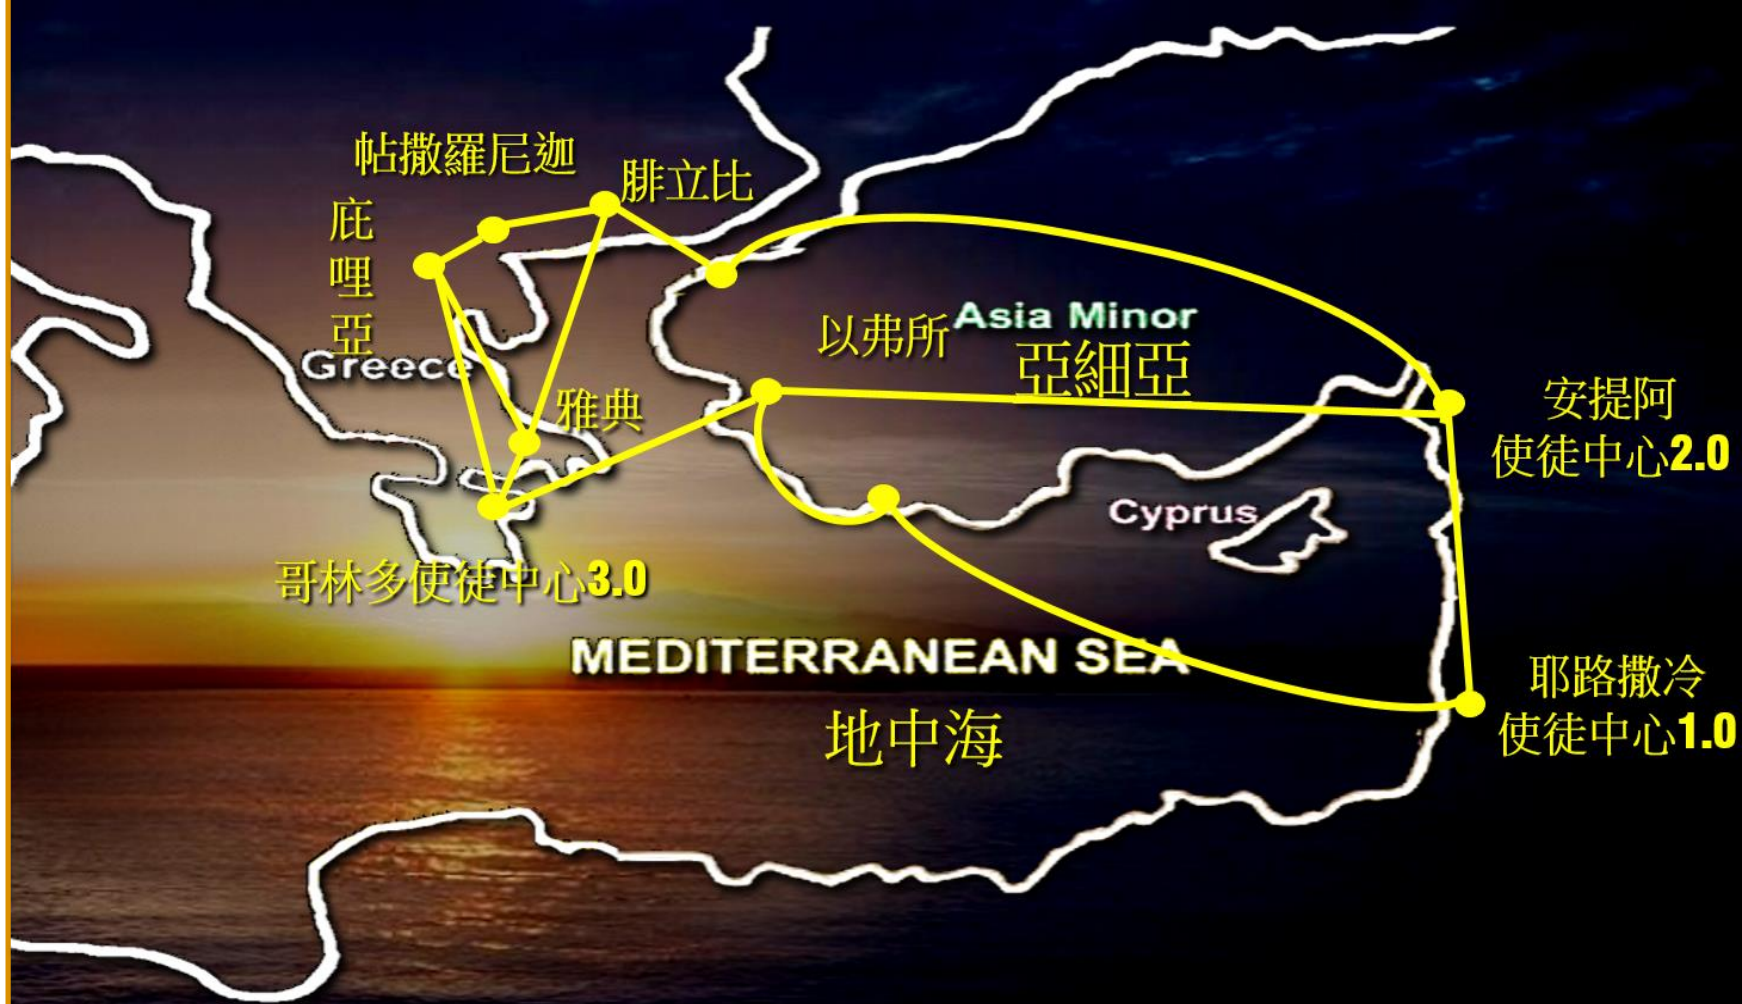 帖撒羅尼迦
腓立比
庇哩亞
Greece
以弗所
Asia Minor
亞細亞
雅典
安提阿
使徒中心2.0
Cyprus
哥林多使徒中心3.0
MEDITERRANEAN SEA
地中海
耶路撒冷
使徒中心1.0